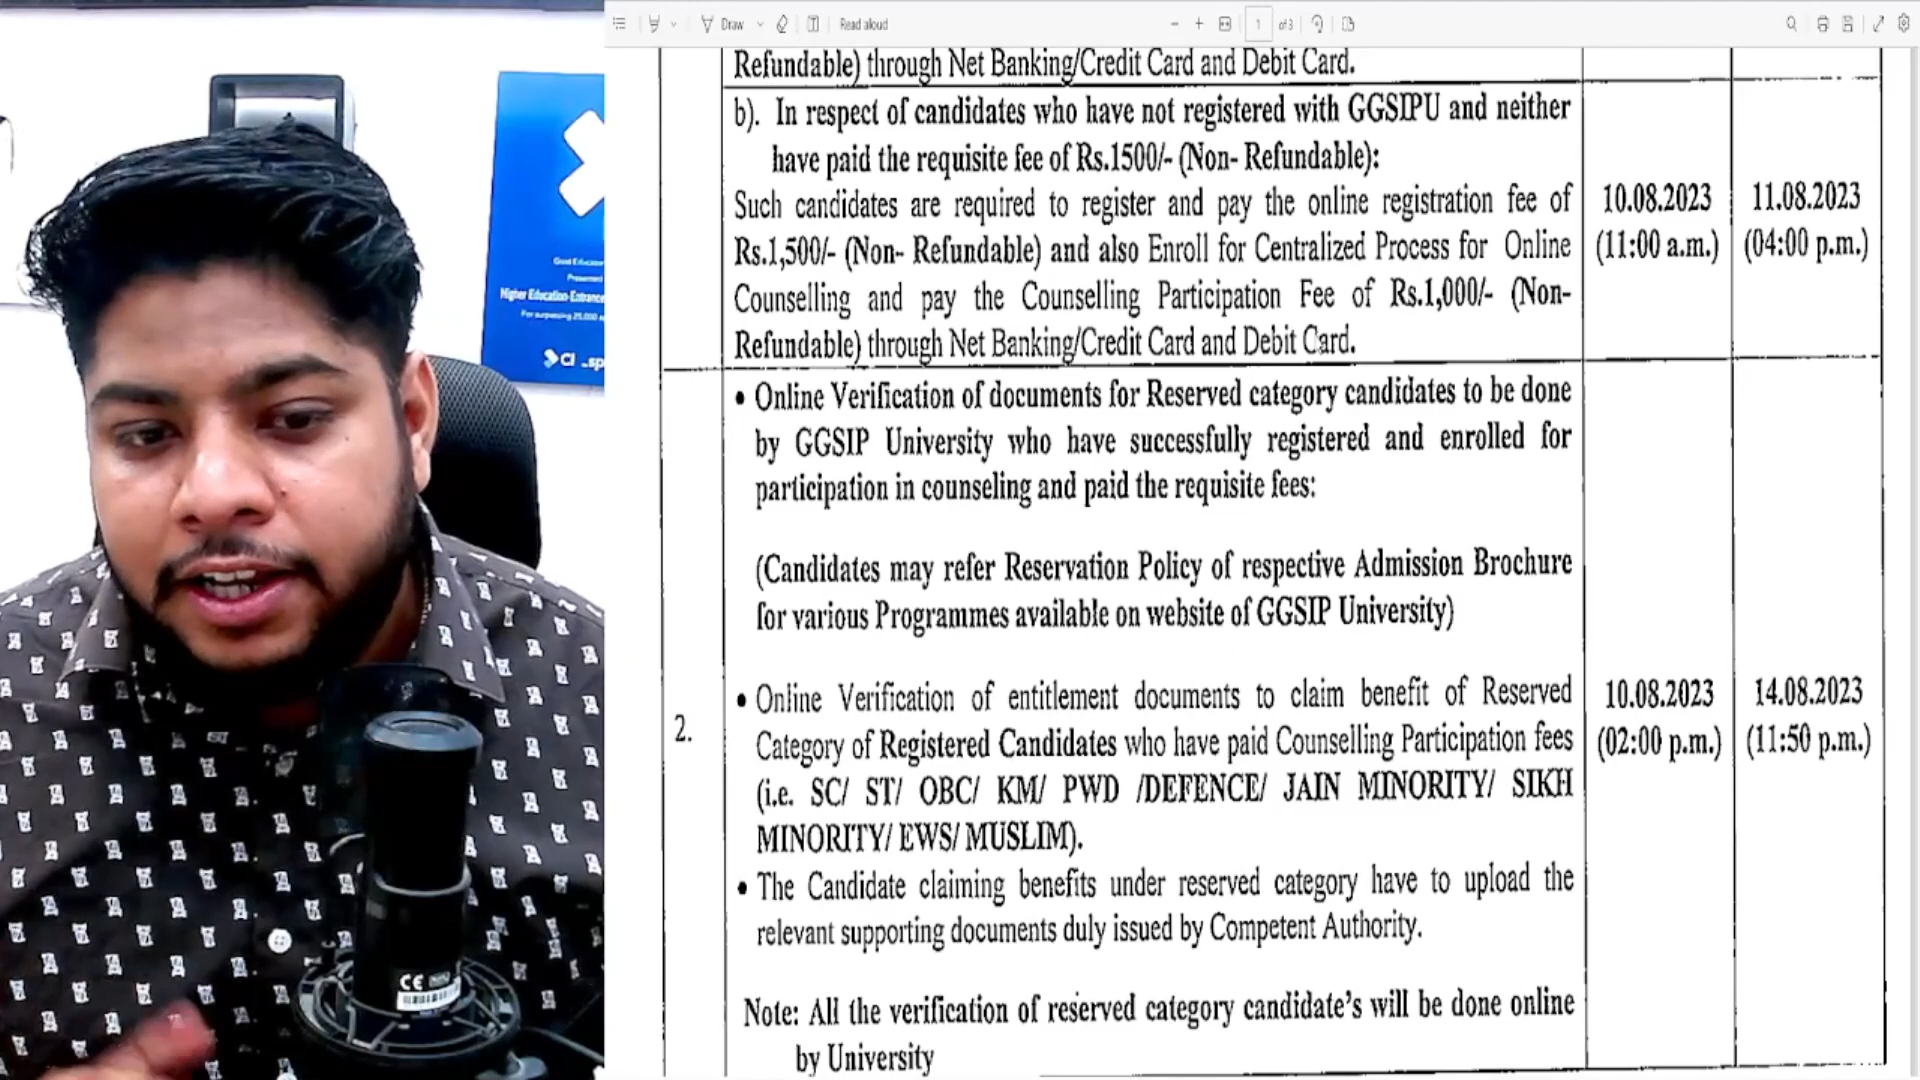 Draw
Read aloud
1
of 3
Refundable) through Net Banking/Credit Card and Debit Card.
b). In respect of candidates who have not registered with GGSIPU and neither
have paid the requisite fee of Rs.1500/- (Non- Refundable):
Such candidates are required to register and pay the online registration fee of
Rs.1,500/- (Non- Refundable) and also Enroll for Centralized Process for Online
Counselling and pay the Counselling Participation Fee of Rs.1,000/- (Non-
Refundable) through Net Banking/Credit Card and Debit Card.
10.08.2023
(11:00 a.m.)
11.08.2023
(04:00 p.m.)
2.
• Online Verification of documents for Reserved category candidates to be done
by GGSIP University who have successfully registered and enrolled for
participation in counseling and paid the requisite fees:
(Candidates may refer Reservation Policy of respective Admission Brochure
for various Programmes available on website of GGSIP University)
• Online Verification of entitlement documents to claim benefit of Reserved
Category of Registered Candidates who have paid Counselling Participation fees
(i.e. SC/ ST/ OBC/ KM/ PWD /DEFENCE/ JAIN MINORITY/ SIKH
MINORITY/ EWS/ MUSLIM).
• The Candidate claiming benefits under reserved category have to upload the
relevant supporting documents duly issued by Competent Authority.
Note: All the verification of reserved category candidate's will be done online
by University
10.08.2023
(02:00 p.m.)
14.08.2023
(11:50 p.m.)
Higher Education-Entrance
For surpassing 25,000
CE